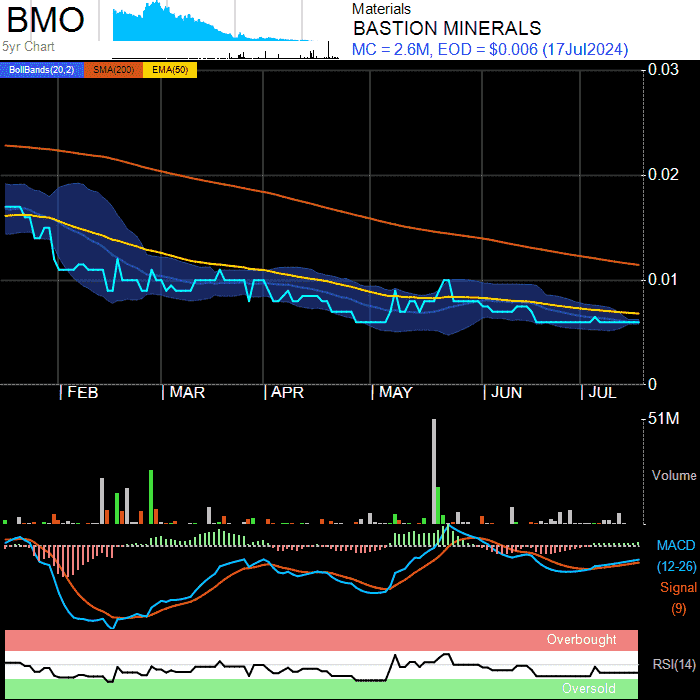 BMO
5yr Chart
Materials
BASTION MINERALS
MC = 2.6M, EOD = $0.006 (17Jul2024)
BollBands(20,2) SMA(200) EMA(50)
0.03
0.02
0.01
0
FEB MAR APR MAY JUN JUL
51M
Volume
MACD
(12-26)
Signal
(9)
Overbought
RSI(14)
Oversold